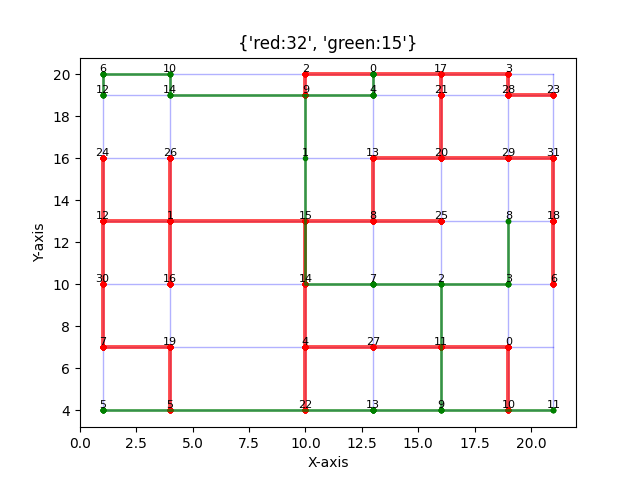 {'red:32', 'green:15'}
Y-axis
20
18
16
14
12
10
8
6
4
6 10 2 0 17 3
12 14 9 4 21 28 23
24 26 1 13 20 29 31
12 1 15 8 25 8 18
30 16 14 7 2 3 6
7 19 4 27 11 0
5 5 22 13 9 10 11
0.0 2.5 5.0 7.5 10.0 12.5 15.0 17.5 20.0
X-axis